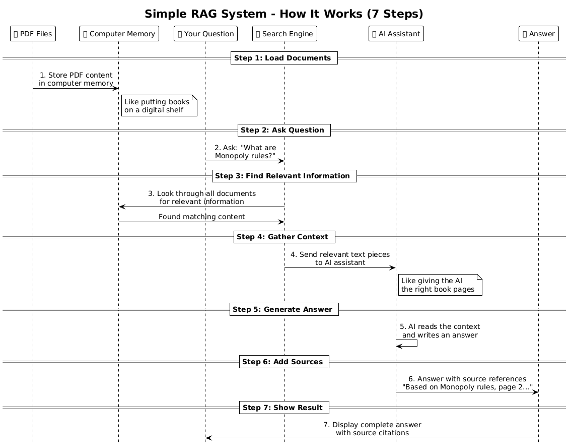 Simple RAG System - How It Works (7 Steps)
PDF Files
Computer Memory
Your Question
Search Engine
AI Assistant
Answer
Step 1: Load Documents
1. Store PDF content
in computer memory
Like putting books
on a digital shelf
Step 2: Ask Question
2. Ask: "What are
Monopoly rules?"
Step 3: Find Relevant Information
3. Look through all documents
for relevant information
Found matching content
Step 4: Gather Context
4. Send relevant text pieces
to AI assistant
Like giving the AI
the right book pages
Step 5: Generate Answer
5. AI reads the context
and writes an answer
Step 6: Add Sources
6. Answer with source references
"Based on Monopoly rules, page 2..."
Step 7: Show Result
7. Display complete answer
with source citations